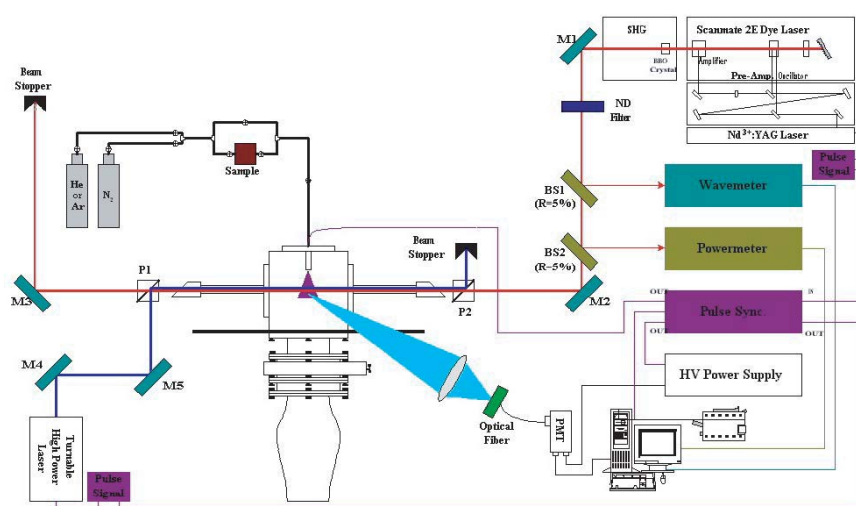 M1
SHG
BBO
Crystal
Scanmate 2E Dye Laser
Amplifier
Pre-Amp.
Oscillator
Nd³⁺:YAG Laser
Beam
Stopper
ND
Filter
Pulse
Signal
He
or
Ar
N₂
Sample
BS1
(R=5%)
Wavemeter
Beam
Stopper
BS2
(R=5%)
Powermeter
P1
M3
P2
M2
OUT
IN
Pulse Sync.
OUT
OUT
M4
M5
HV Power Supply
Optical
Fiber
PMT
Turnable
High Power
Laser
Pulse
Signal